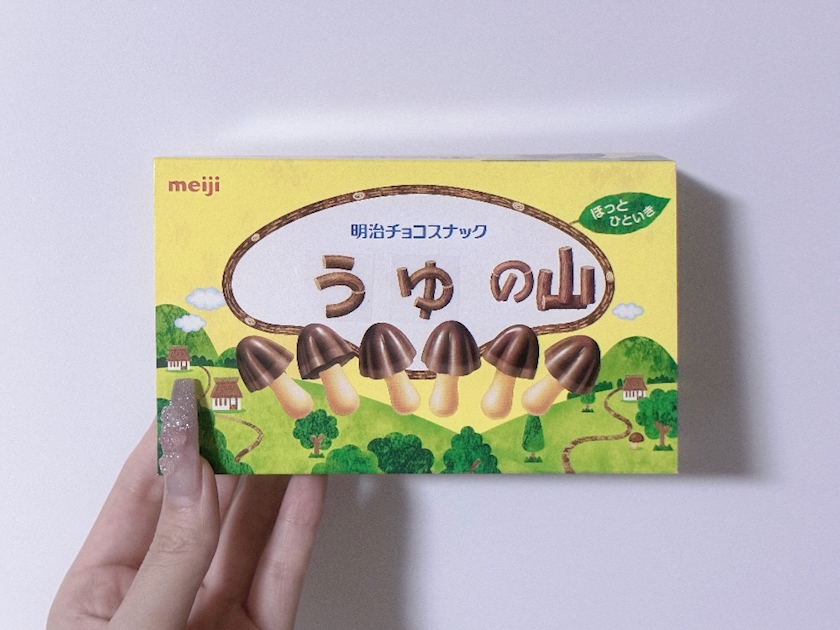 meiji
ほっと
ひといき
明治チョコスナック
うゆの山